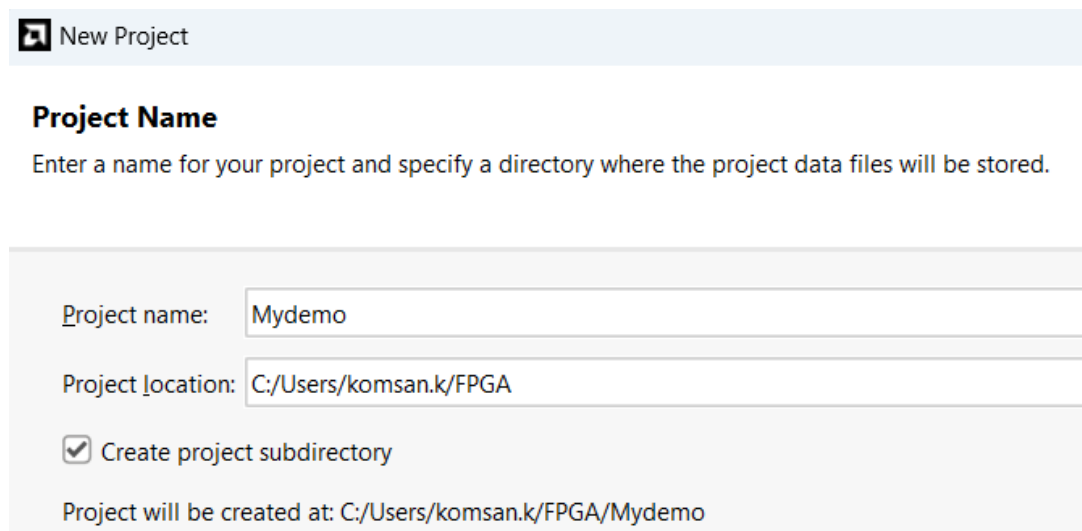 New Project
Project Name
Enter a name for your project and specify a directory where the project data files will be stored.
Project name: Mydemo
Project location: C:/Users/komsan.k/FPGA
Create project subdirectory
Project will be created at: C:/Users/komsan.k/FPGA/Mydemo